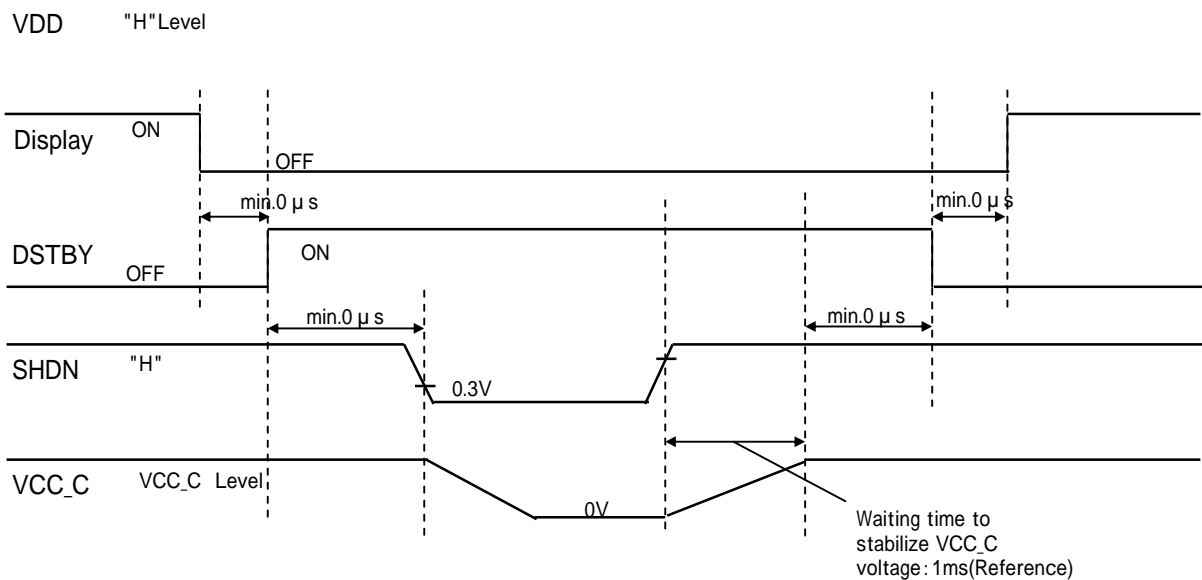 VDD "H"Level
Display ON
OFF
min.0 μ s min.0 μ s
DSTBY OFF ON
min.0 μ s min.0 μ s
SHDN "H" 0.3V
VCC_C VCC_C Level 0V
Waiting time to
stabilize VCC_C
voltage:1ms(Reference)